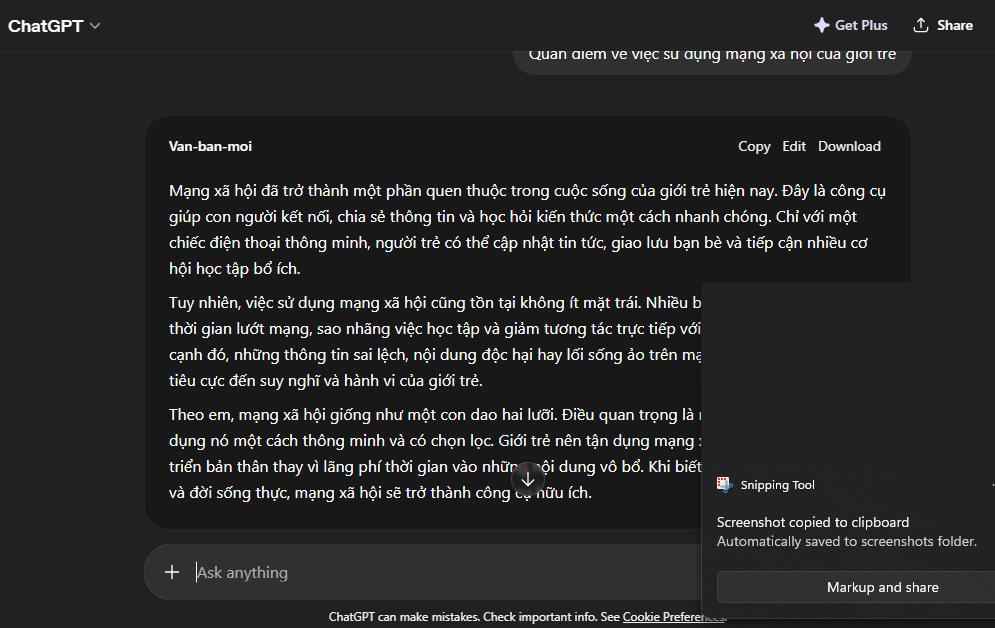 ChatGPT
Get Plus
Share
Quan điểm về việc sử dụng mạng xã hội của giới trẻ
Van-ban-moi
Copy Edit Download
Mạng xã hội đã trở thành một phần quen thuộc trong cuộc sống của giới trẻ hiện nay. Đây là công cụ
giúp con người kết nối, chia sẻ thông tin và học hỏi kiến thức một cách nhanh chóng. Chỉ với một
chiếc điện thoại thông minh, người trẻ có thể cập nhật tin tức, giao lưu bạn bè và tiếp cận nhiều cơ
hội học tập bổ ích.
Tuy nhiên, việc sử dụng mạng xã hội cũng tồn tại không ít mặt trái. Nhiều
thời gian lướt mạng, sao nhãng việc học tập và giảm tương tác trực tiếp với
cạnh đó, những thông tin sai lệch, nội dung độc hại hay lối sống ảo trên
tiêu cực đến suy nghĩ và hành vi của giới trẻ.
Theo em, mạng xã hội giống như một con dao hai lưỡi. Điều quan trọng là
dụng nó một cách thông minh và có chọn lọc. Giới trẻ nên tận dụng mạng
triển bản thân thay vì lãng phí thời gian vào những nội dung vô bổ. Khi biết
và đời sống thực, mạng xã hội sẽ trở thành công cụ hữu ích.
Snipping Tool
Screenshot copied to clipboard
Automatically saved to screenshots folder.
Markup and share
Ask anything
ChatGPT can make mistakes. Check important info. See Cookie Preferences.